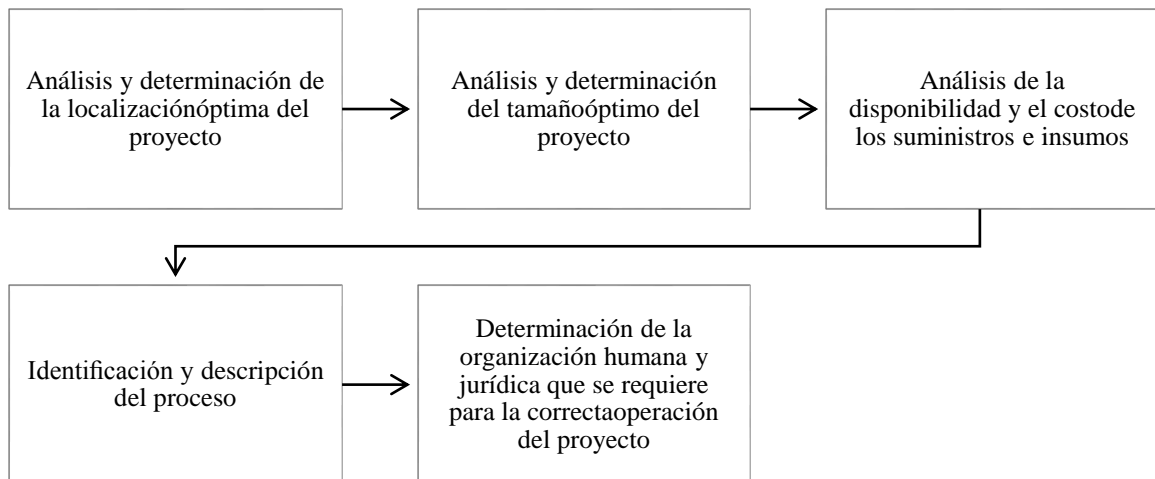 Análisis y determinación de
la localizaciónóptima del
proyecto
Análisis y determinación
del tamañoóptimo del
proyecto
Análisis de la
disponibilidad y el costode
los suministros e insumos
Identificación y descripción
del proceso
Determinación de la
organización humana y
jurídica que se requiere
para la correctaoperación
del proyecto